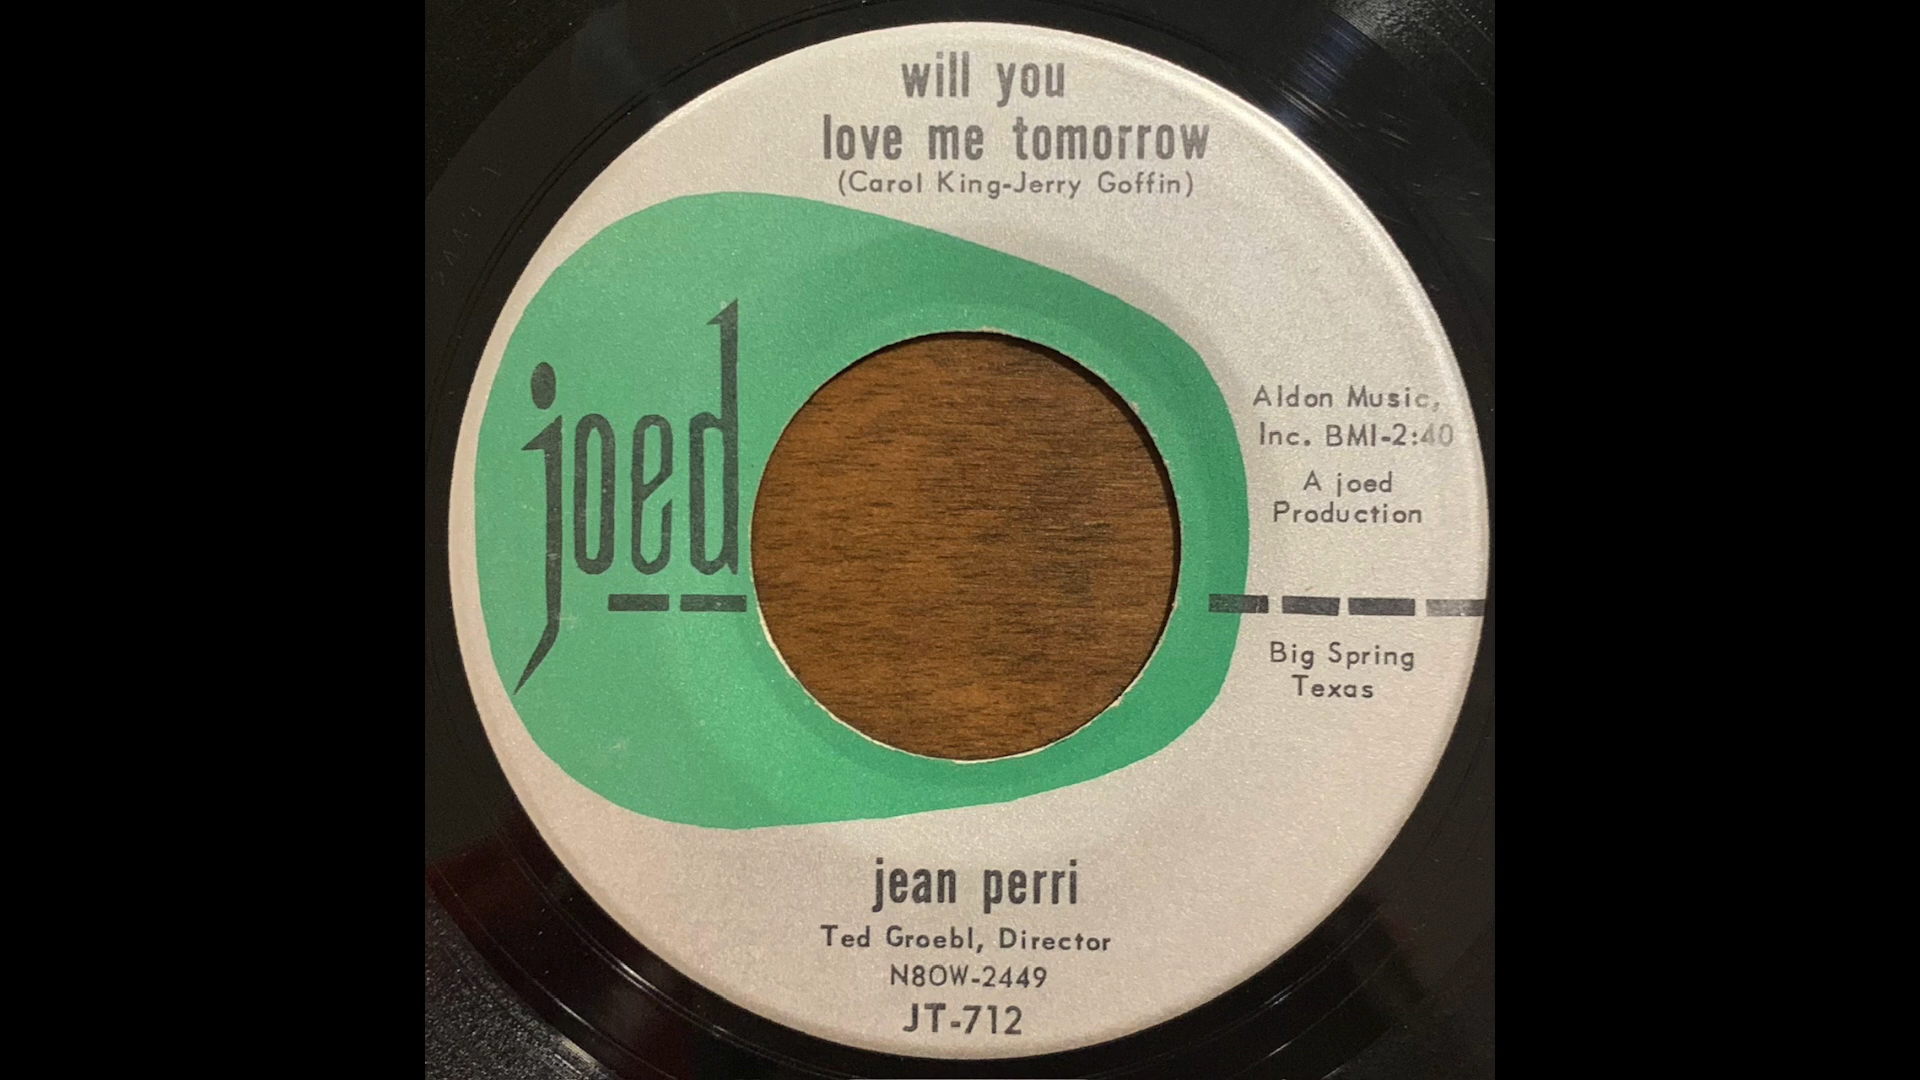 will you
love me tomorrow
(Carol King-Jerry Goffin)
joed
Aldon Music,
Inc. BMI-2:40
A joed
Production
Big Spring
Texas
jean perri
Ted Groebl, Director
N8OW-2449
JT-712